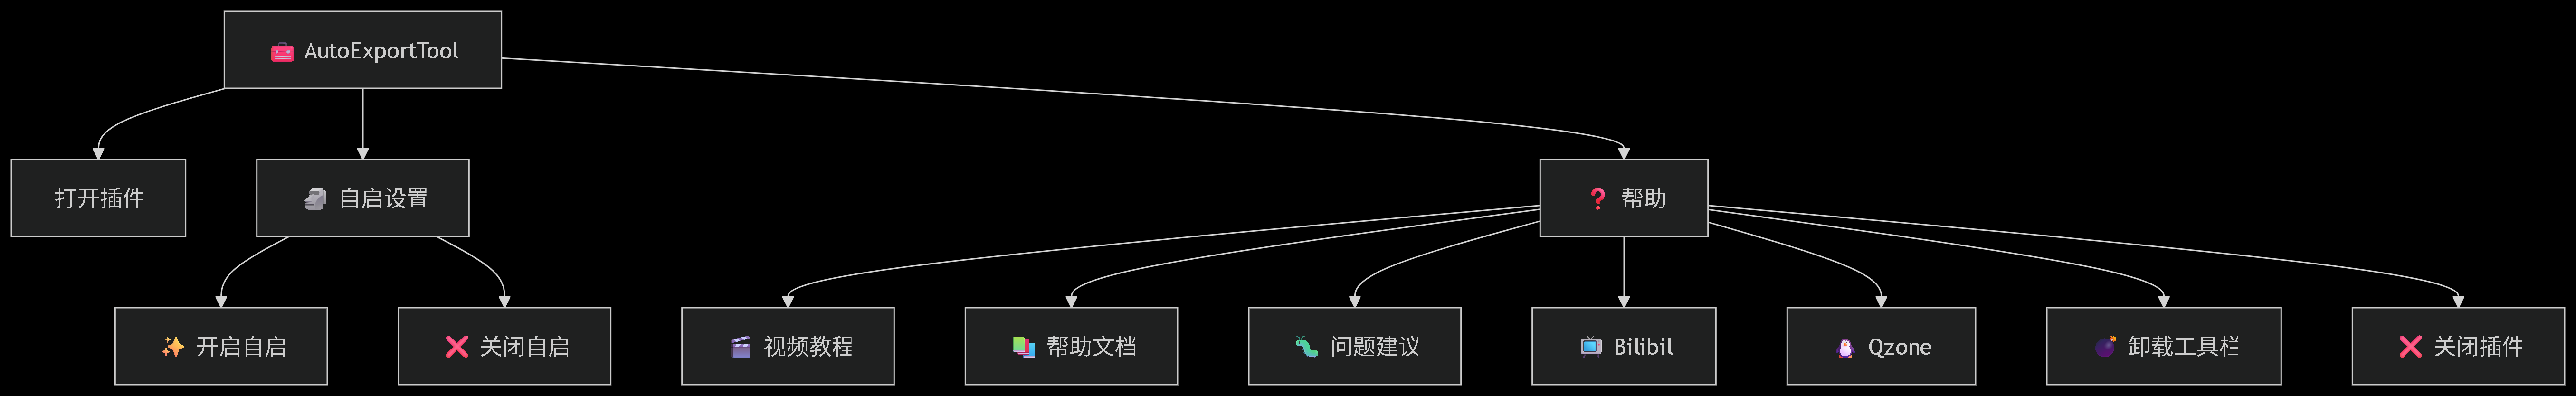 🧰 AutoExportTool
打开插件
🗿 自启设置
❓ 帮助
✨ 开启自启
❌ 关闭自启
🎬 视频教程
📚 帮助文档
🐛 问题建议
📺 Bilibil
🐧 Qzone
💣 卸载工具栏
❌ 关闭插件